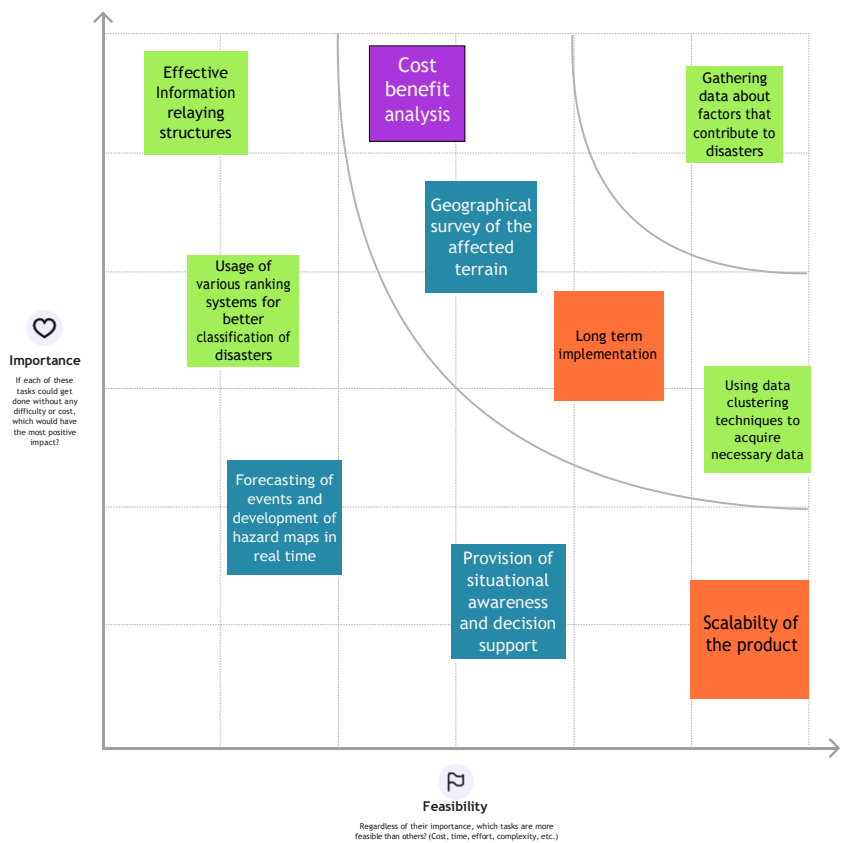 Effective
Information
relaying
structures
Cost
benefit
analysis
Gathering
data about
factors that
contribute to
disasters
Geographical
survey of the
affected
terrain
Usage of
various ranking
systems for
better
classification of
disasters
Long term
implementation
Importance
If each of these
tasks could get
done without any
difficulty or cost,
which would have
the most positive
impact?
Using data
clustering
techniques to
acquire
necessary data
Forecasting of
events and
development of
hazard maps in
real time
Provision of
situational
awareness
and decision
support
Scalabilty of
the product
Feasibility
Regardless of their importance, which tasks are more
feasible than others? (Cost, time, effort, complexity, etc.)